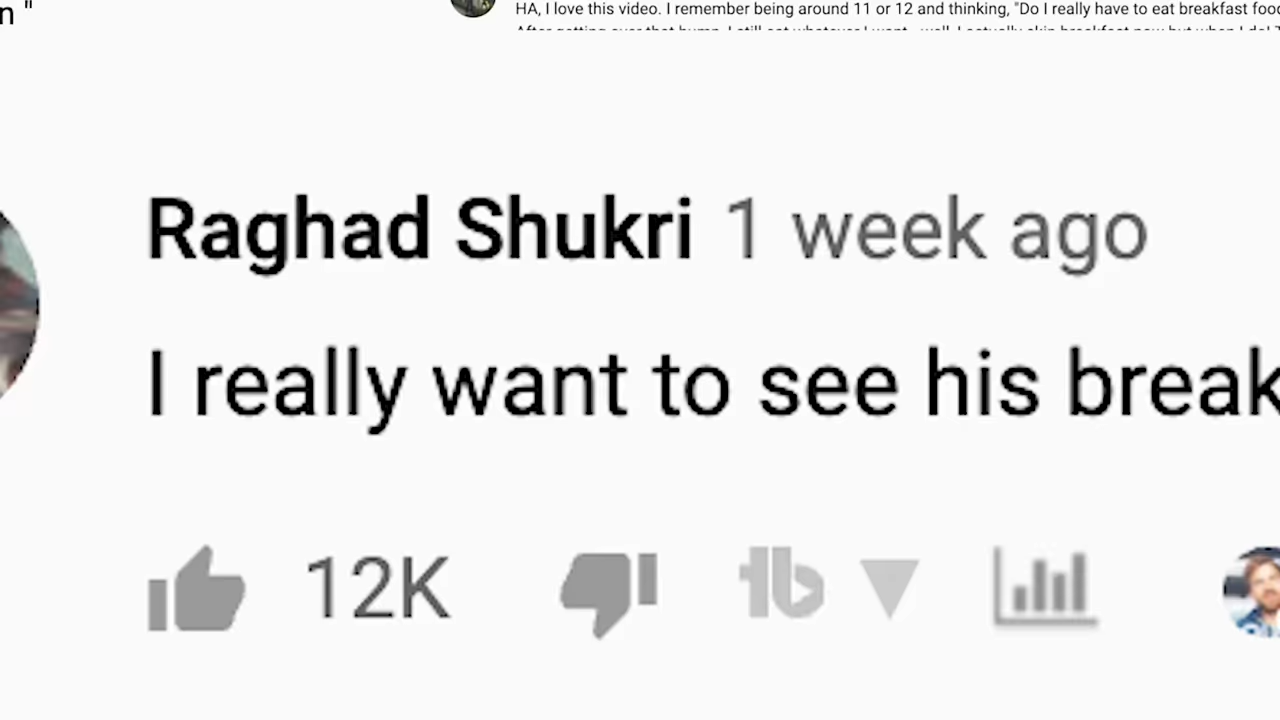 n "
HA, I love this video. I remember being around 11 or 12 and thinking, "Do I really have to eat breakfast food
Raghad Shukri 1 week ago
I really want to see his break
12K
tb